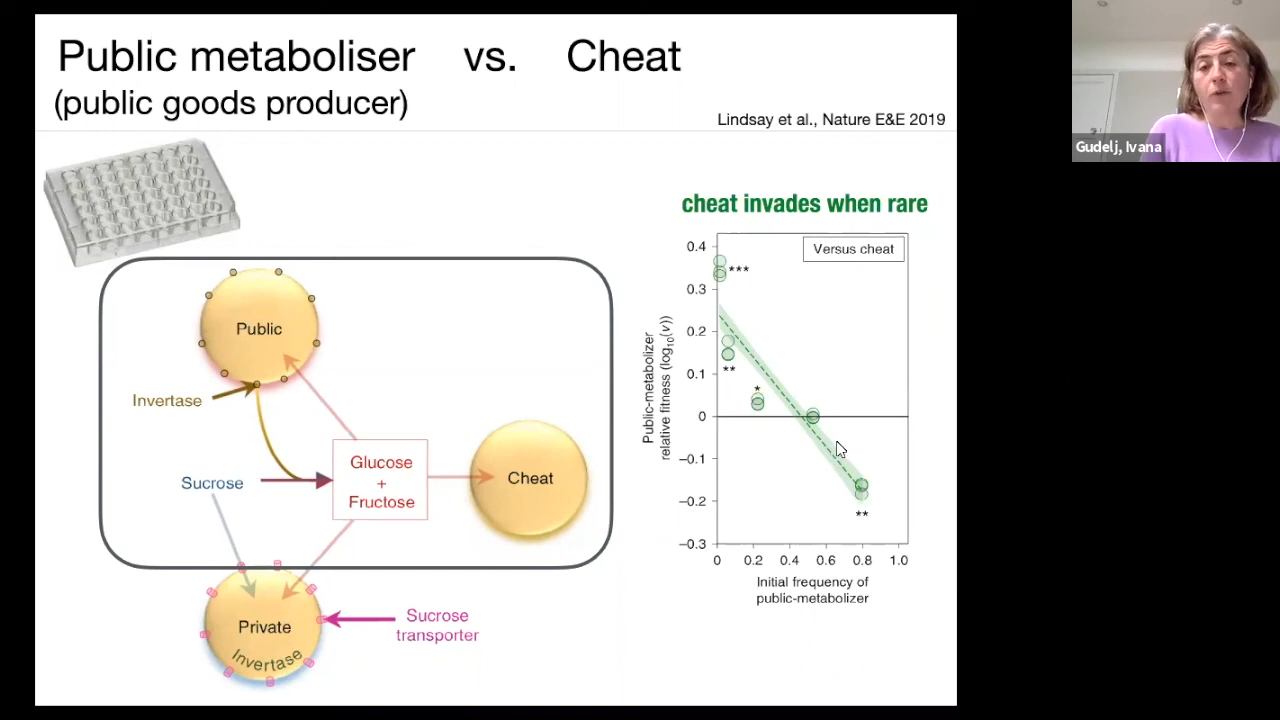 Public metaboliser vs. Cheat
(public goods producer)
Lindsay et al., Nature E&E 2019
Gudelj, Ivana
Public
Invertase
Sucrose
Glucose
+
Fructose
Cheat
Private
Invertase
Sucrose
transporter
cheat invades when rare
Versus cheat
Public-metabolizer
relative fitness (log10(v))
0.4
0.3
0.2
0.1
0
–0.1
–0.2
–0.3
***
**
*
**
0 0.2 0.4 0.6 0.8 1.0
Initial frequency of
public-metabolizer